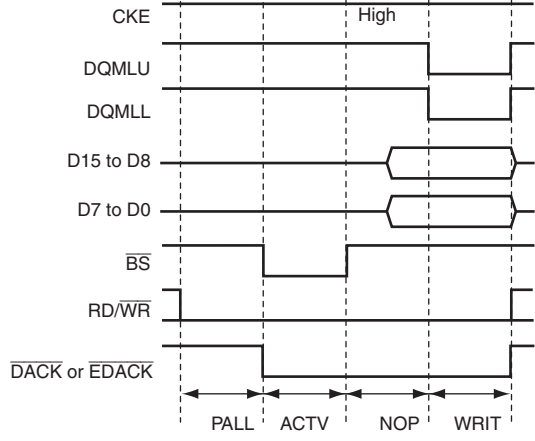 CKE High
DQMLU
DQMLL
D15 to D8
D7 to D0
BS
RD/WR
DACK or EDACK
PALL ACTV NOP WRIT